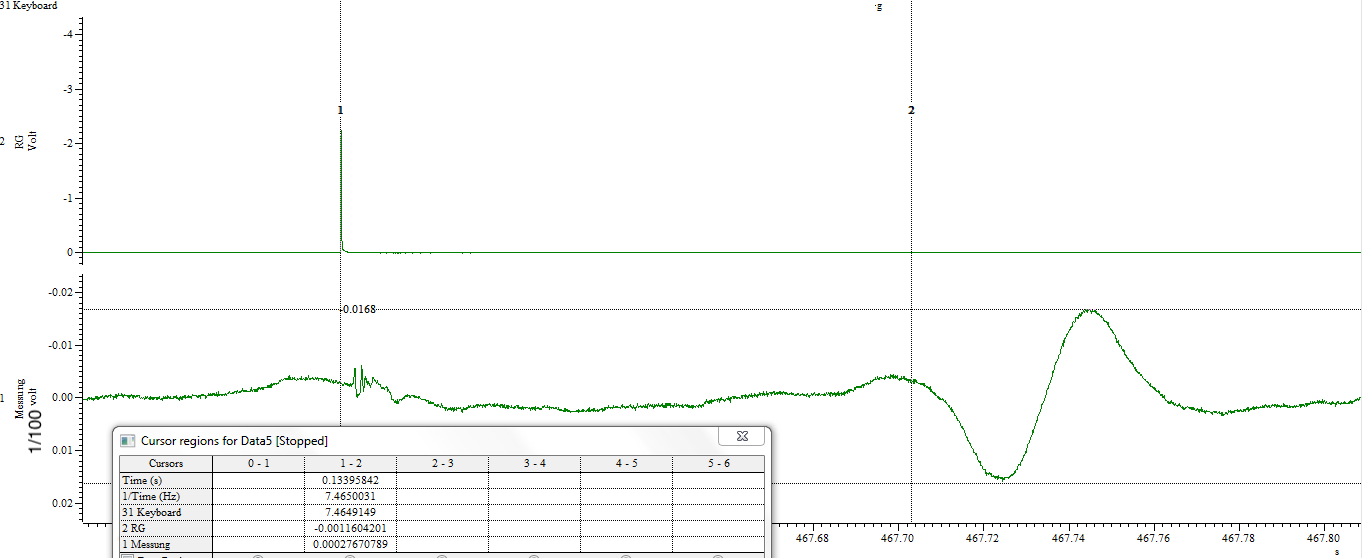 31 Keyboard
·g
-4
-3
1
2
2
RG
Volt
-2
-1
0
-0.02
-0.0168
-0.01
1
Messung
1/100 volt
0.00
0.01
0.02
Cursor regions for Data5 [Stopped]
Cursors 0 - 1 1 - 2 2 - 3 3 - 4 4 - 5 5 - 6
Time (s) 0.13395842
1/Time (Hz) 7.4650031
31 Keyboard 7.4649149
2 RG -0.0011604201
1 Messung 0.00027670789
467.68 467.70 467.72 467.74 467.76 467.78 467.80
s